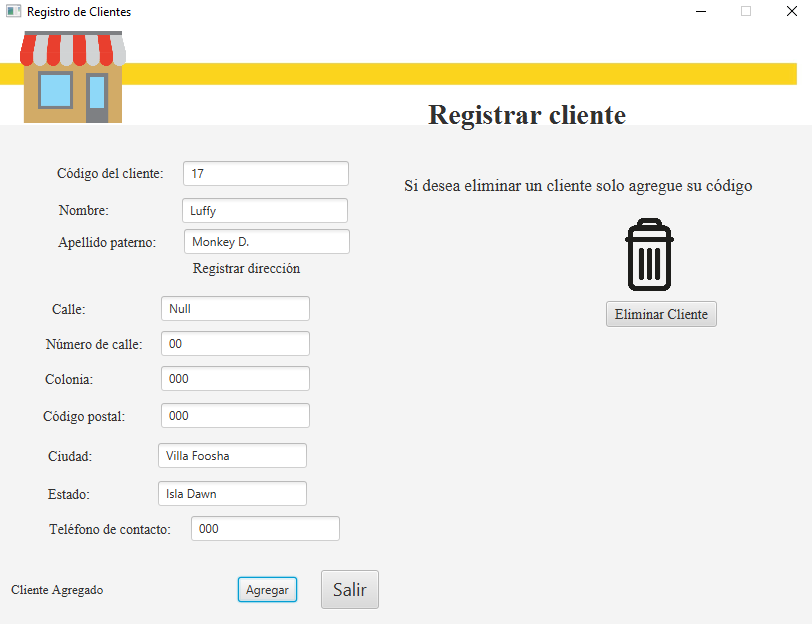 Registro de Clientes
Registrar cliente
Código del cliente: 17
Si desea eliminar un cliente solo agregue su código
Nombre: Luffy
Apellido paterno: Monkey D.
Registrar dirección
Calle: Null
Eliminar Cliente
Número de calle: 00
Colonia: 000
Código postal: 000
Ciudad: Villa Foosha
Estado: Isla Dawn
Teléfono de contacto: 000
Cliente Agregado
Agregar
Salir